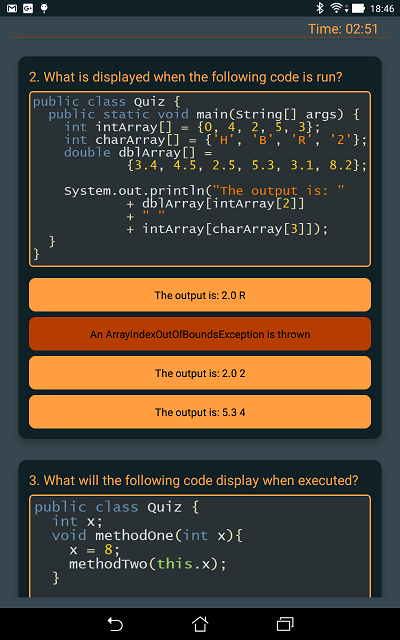 18:46
Time: 02:51
2. What is displayed when the following code is run?
public class Quiz {
public static void main(String[] args) {
int intArray[] = {0, 4, 2, 5, 3};
int charArray[] = {'H', 'B', 'R', '2'};
double dblArray[] =
{3.4, 4.5, 2.5, 5.3, 3.1, 8.2};
System.out.println("The output is: "
+ dblArray[intArray[2]]
+ " "
+ intArray[charArray[3]]);
}
}
The output is: 2.0 R
An ArrayIndexOutOfBoundsException is thrown
The output is: 2.0 2
The output is: 5.3 4
3. What will the following code display when executed?
public class Quiz {
int x;
void methodOne(int x){
x = 8;
methodTwo(this.x);
}